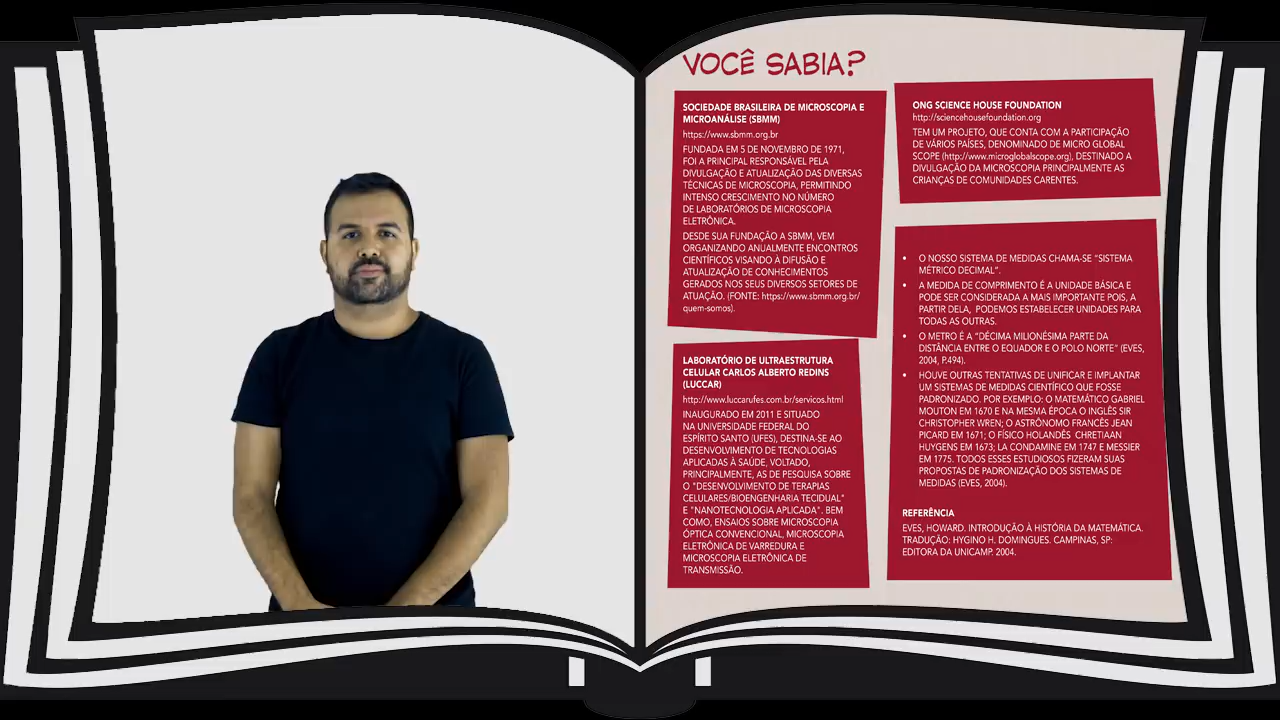 VOCÊ SABIA?
SOCIEDADE BRASILEIRA DE MICROSCOPIA E
MICROANÁLISE (SBMM)
https://www.sbmm.org.br
FUNDADA EM 5 DE NOVEMBRO DE 1971,
FOI A PRINCIPAL RESPONSÁVEL PELA
DIVULGAÇÃO E ATUALIZAÇÃO DAS DIVERSAS
TÉCNICAS DE MICROSCOPIA, PERMITINDO
INTENSO CRESCIMENTO NO NÚMERO
DE LABORATÓRIOS DE MICROSCOPIA
ELETRÔNICA.
DESDE SUA FUNDAÇÃO A SBMM, VEM
ORGANIZANDO ANUALMENTE ENCONTROS
CIENTÍFICOS VISANDO À DIFUSÃO E
ATUALIZAÇÃO DE CONHECIMENTOS
GERADOS NOS SEUS DIVERSOS SETORES DE
ATUAÇÃO. (FONTE: https://www.sbmm.org.br/
quem-somos).
LABORATÓRIO DE ULTRAESTRUTURA
CELULAR CARLOS ALBERTO REDINS
(LUCCAR)
http://www.luccarufes.com.br/servicos.html
INAUGURADO EM 2011 E SITUADO
NA UNIVERSIDADE FEDERAL DO
ESPÍRITO SANTO (UFES), DESTINA-SE AO
DESENVOLVIMENTO DE TECNOLOGIAS
APLICADAS À SAÚDE, VOLTADO,
PRINCIPALMENTE, AS DE PESQUISA SOBRE
O "DESENVOLVIMENTO DE TERAPIAS
CELULARES/BIOENGENHARIA TECIDUAL"
E "NANOTECNOLOGIA APLICADA". BEM
COMO, ENSAIOS SOBRE MICROSCOPIA
ÓPTICA CONVENCIONAL, MICROSCOPIA
ELETRÔNICA DE VARREDURA E
MICROSCOPIA ELETRÔNICA DE
TRANSMISSÃO.
ONG SCIENCE HOUSE FOUNDATION
http://sciencehousefoundation.org
TEM UM PROJETO, QUE CONTA COM A PARTICIPAÇÃO
DE VÁRIOS PAÍSES, DENOMINADO DE MICRO GLOBAL
SCOPE (http://www.microglobalscope.org), DESTINADO A
DIVULGAÇÃO DA MICROSCOPIA PRINCIPALMENTE AS
CRIANÇAS DE COMUNIDADES CARENTES.
• O NOSSO SISTEMA DE MEDIDAS CHAMA-SE “SISTEMA
MÉTRICO DECIMAL”.
• A MEDIDA DE COMPRIMENTO É A UNIDADE BÁSICA E
PODE SER CONSIDERADA A MAIS IMPORTANTE POIS, A
PARTIR DELA, PODEMOS ESTABELECER UNIDADES PARA
TODAS AS OUTRAS.
• O METRO É A “DÉCIMA MILIONÉSIMA PARTE DA
DISTÂNCIA ENTRE O EQUADOR E O POLO NORTE” (EVES,
2004, P.494).
• HOUVE OUTRAS TENTATIVAS DE UNIFICAR E IMPLANTAR
UM SISTEMAS DE MEDIDAS CIENTÍFICO QUE FOSSE
PADRONIZADO. POR EXEMPLO: O MATEMÁTICO GABRIEL
MOUTON EM 1670 E NA MESMA ÉPOCA O INGLÊS SIR
CHRISTOPHER WREN; O ASTRÔNOMO FRANCÊS JEAN
PICARD EM 1671; O FÍSICO HOLANDÊS CHRETIAAN
HUYGENS EM 1673; LA CONDAMINE EM 1747 E MESSIER
EM 1775. TODOS ESSES ESTUDIOSOS FIZERAM SUAS
PROPOSTAS DE PADRONIZAÇÃO DOS SISTEMAS DE
MEDIDAS (EVES, 2004).
REFERÊNCIA
EVES, HOWARD. INTRODUÇÃO À HISTÓRIA DA MATEMÁTICA.
TRADUÇÃO: HYGINO H. DOMINGUES. CAMPINAS, SP:
EDITORA DA UNICAMP. 2004.